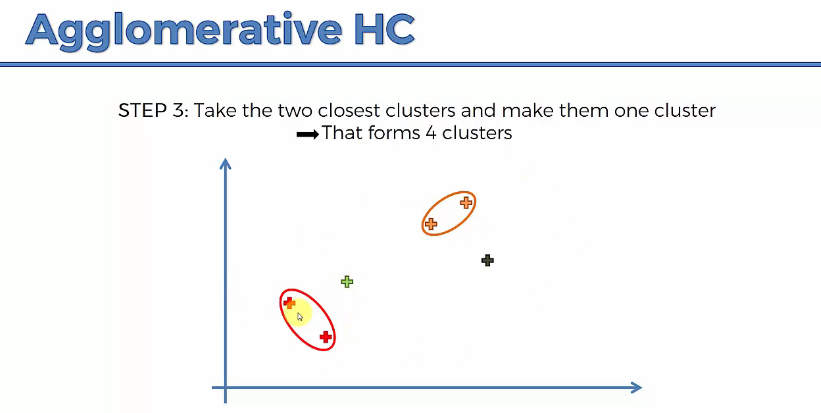 Agglomerative HC
STEP 3: Take the two closest clusters and make them one cluster
That forms 4 clusters